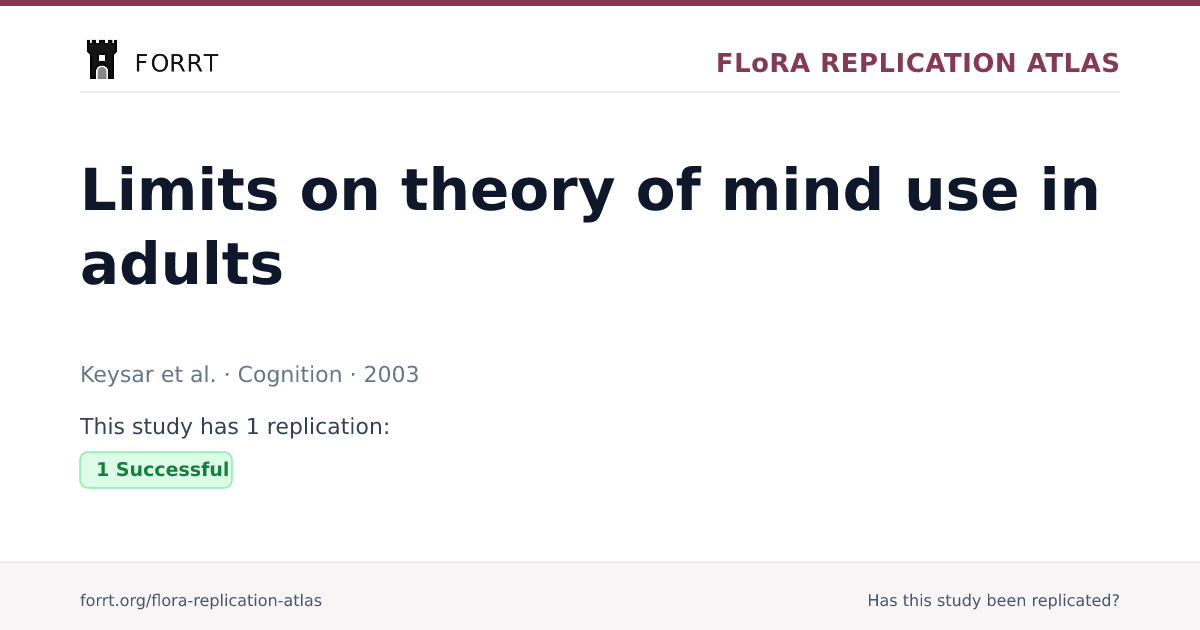 FORRT
FLoRA REPLICATION ATLAS
Limits on theory of mind use in
adults
Keysar et al. · Cognition · 2003
This study has 1 replication:
1 Successful
forrt.org/flora-replication-atlas
Has this study been replicated?